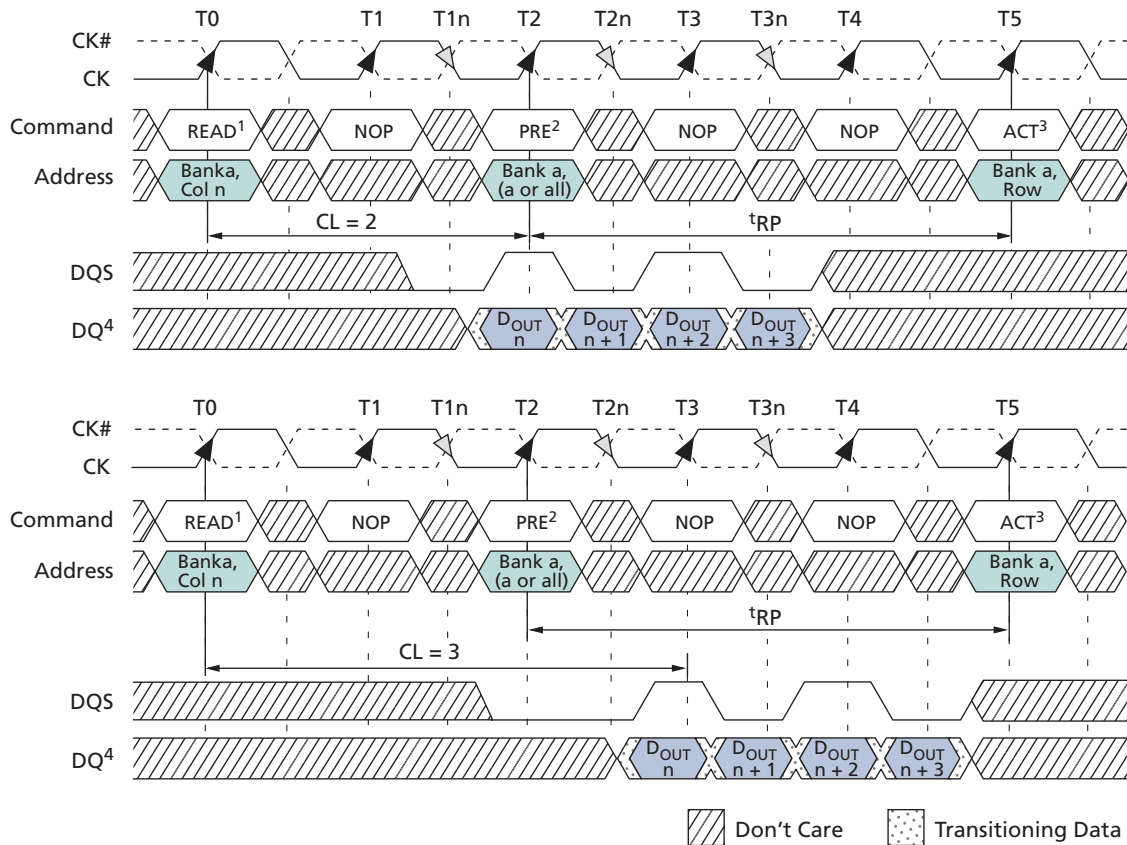 T0 T1 T1n T2 T2n T3 T3n T4 T5
CK#
CK
Command READ¹ NOP PRE² NOP NOP ACT³
Address Banka, Bank a, Bank a,
Col n (a or all) Row
CL = 2 ᵗRP
DQS
DQ⁴ DOUT DOUT DOUT DOUT
n n + 1 n + 2 n + 3
T0 T1 T1n T2 T2n T3 T3n T4 T5
CK#
CK
Command READ¹ NOP PRE² NOP NOP ACT³
Address Banka, Bank a, Bank a,
Col n (a or all) Row
ᵗRP
CL = 3
DQS
DQ⁴ DOUT DOUT DOUT DOUT
n n + 1 n + 2 n + 3
Don't Care Transitioning Data